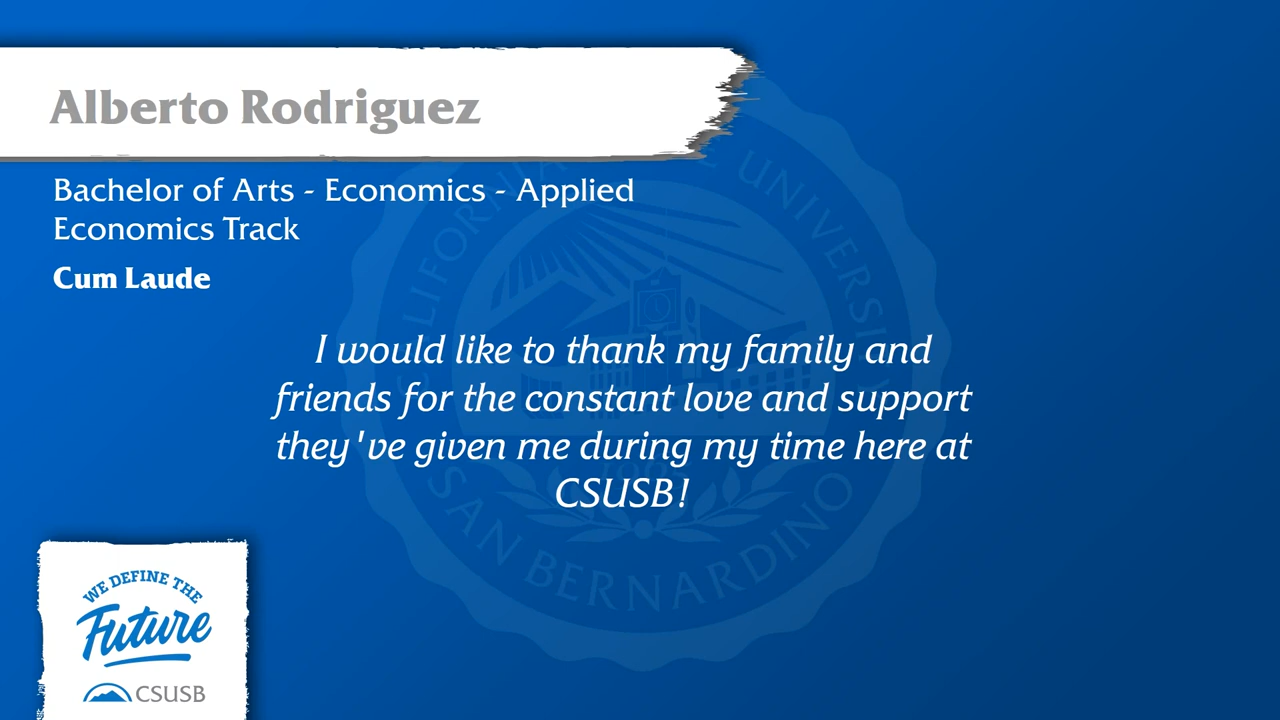 Alberto Rodriguez
Bachelor of Arts - Economics - Applied
Economics Track
Cum Laude
I would like to thank my family and
friends for the constant love and support
they've given me during my time here at
CSUSB!
WE DEFINE THE
Future
CSUSB
SAN BERNARDINO